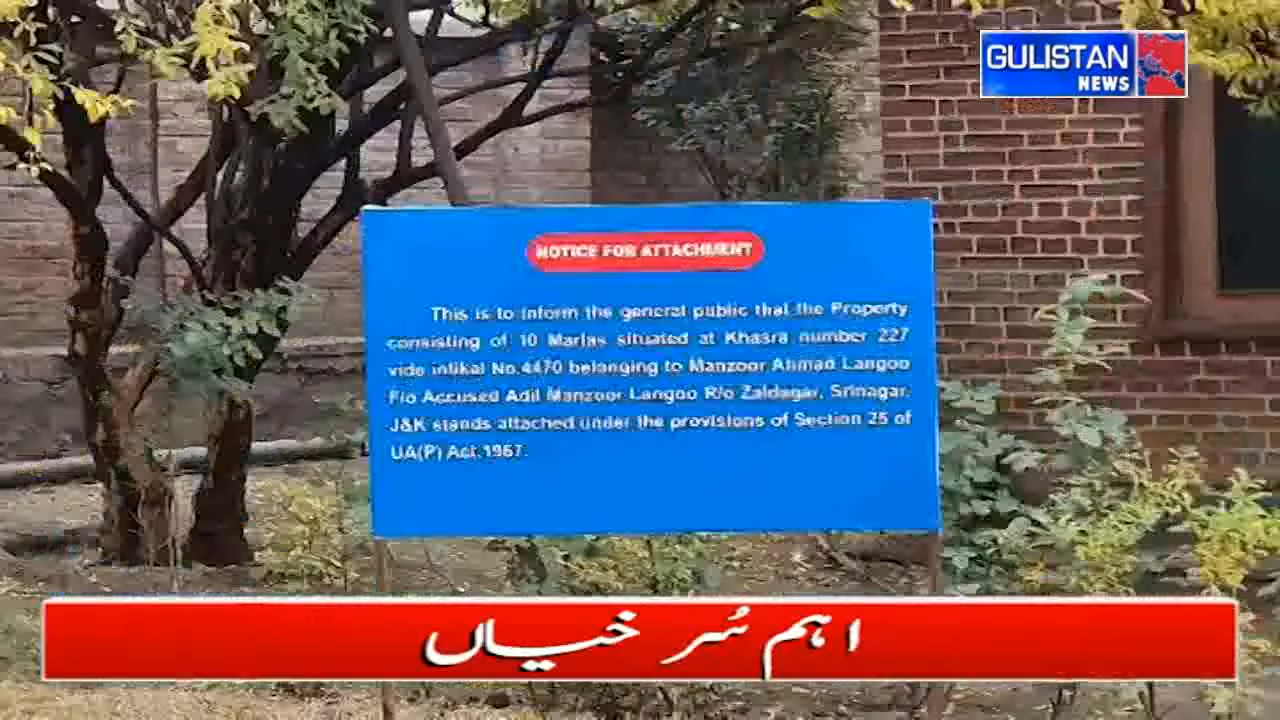 GULISTAN
NEWS
NOTICE FOR ATTACHMENT
This is to inform the general public that the Property
consisting of 10 Marlas situated at Khasra number 227
vide intikal No.4470 belonging to Manzoor Ahmad Langoo
F/o Accused Adil Manzoor Langoo R/o Zaldagar, Srinagar,
J&K stands attached under the provisions of Section 25 of
UA(P) Act,1967.
اہم سُرخیاں